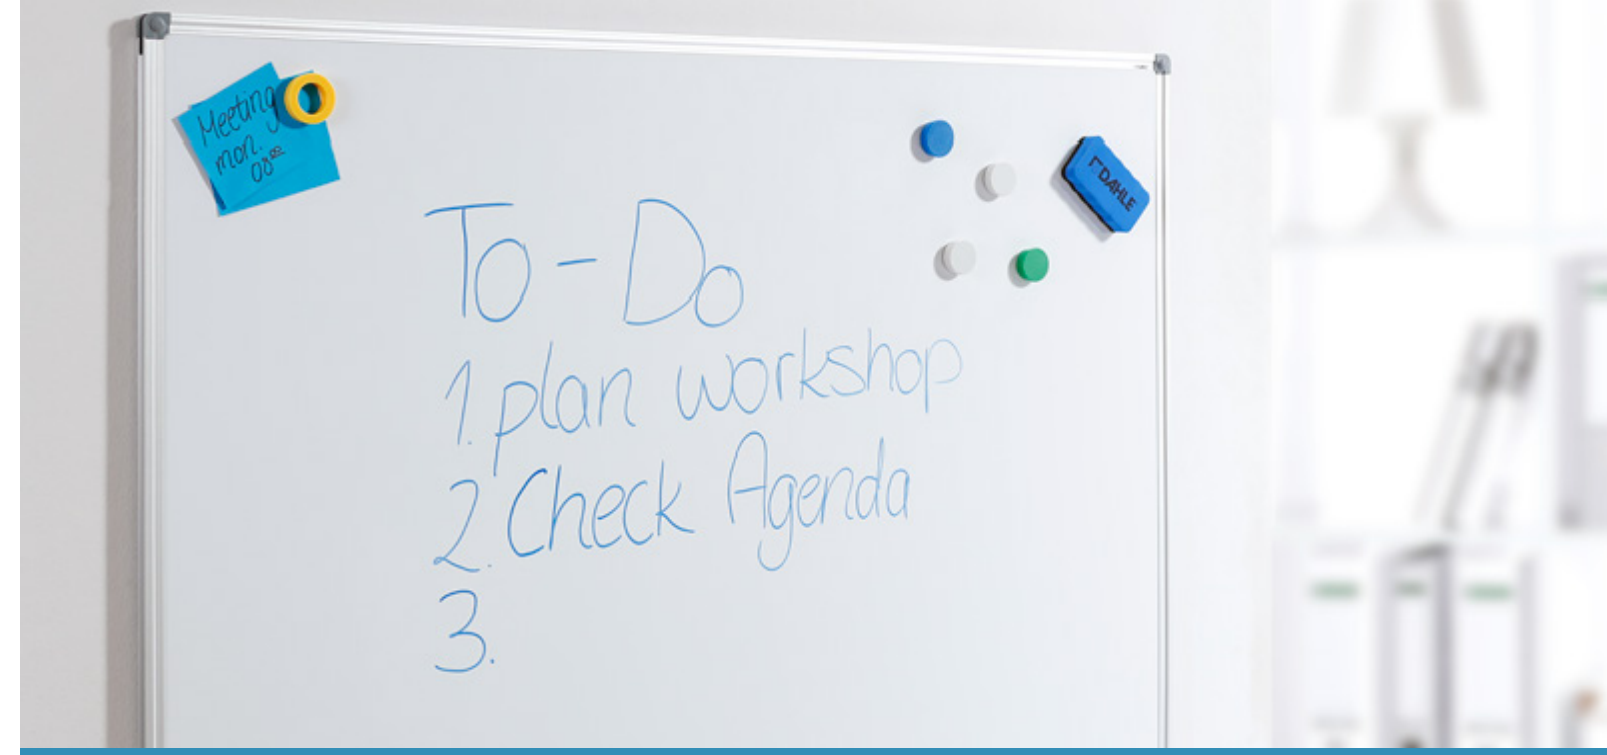 Meeting
mon.
08⁰⁰
DAHLE
To-Do
1. plan workshop
2. Check Agenda
3.